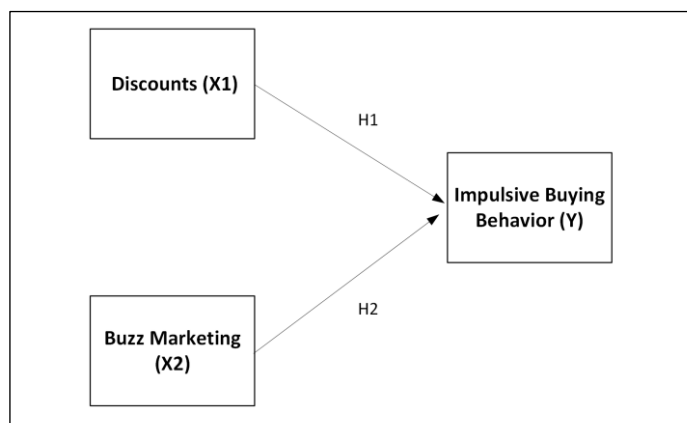 Discounts (X1)
H1
Impulsive Buying
Behavior (Y)
H2
Buzz Marketing
(X2)